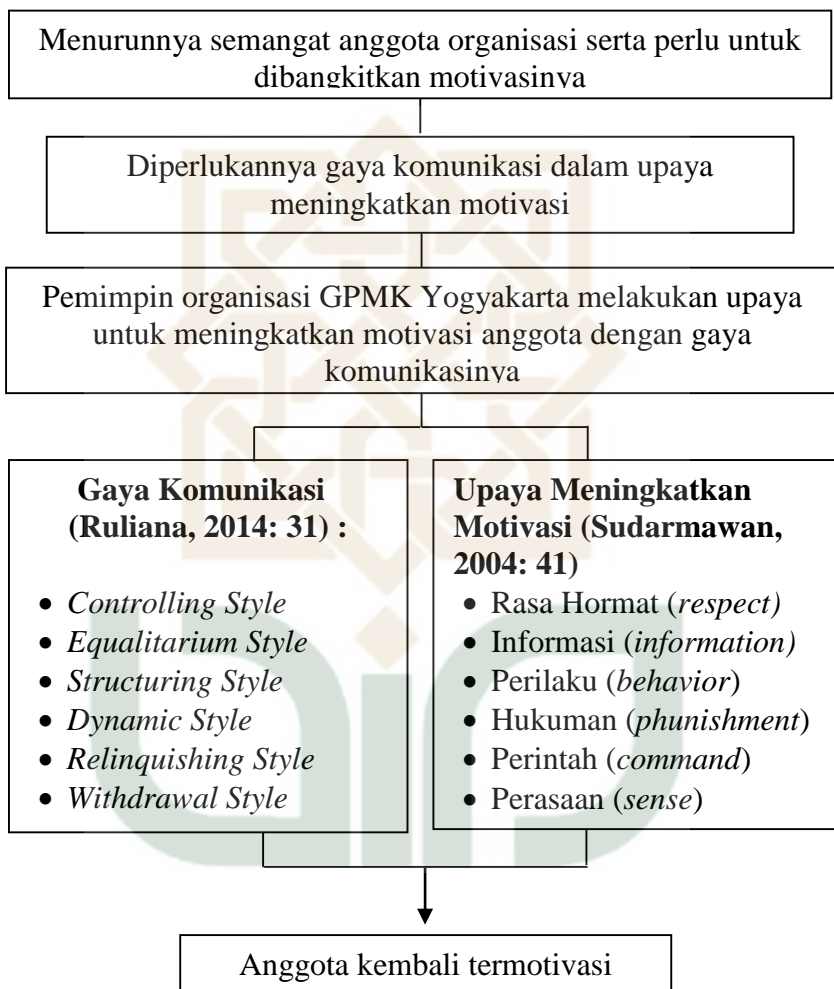 Menurunnya semangat anggota organisasi serta perlu untuk
dibangkitkan motivasinya
Diperlukannya gaya komunikasi dalam upaya
meningkatkan motivasi
Pemimpin organisasi GPMK Yogyakarta melakukan upaya
untuk meningkatkan motivasi anggota dengan gaya
komunikasinya
Gaya Komunikasi
(Ruliana, 2014: 31) :
• Controlling Style
• Equalitarium Style
• Structuring Style
• Dynamic Style
• Relinquishing Style
• Withdrawal Style
Upaya Meningkatkan
Motivasi (Sudarmawan,
2004: 41)
• Rasa Hormat (respect)
• Informasi (information)
• Perilaku (behavior)
• Hukuman (phunishment)
• Perintah (command)
• Perasaan (sense)
Anggota kembali termotivasi